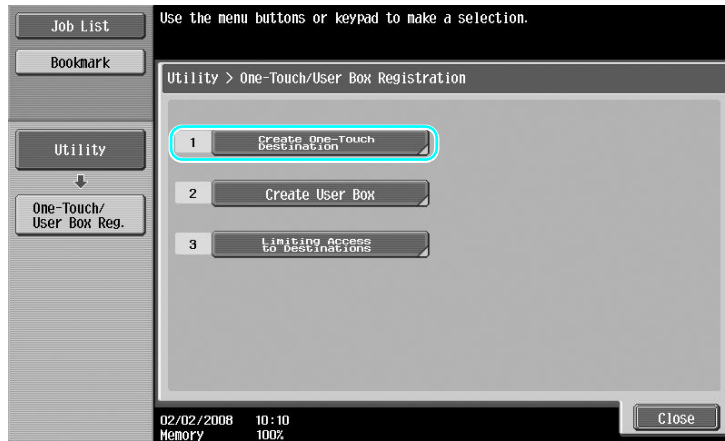 Job List
Use the menu buttons or keypad to make a selection.
Bookmark
Utility > One-Touch/User Box Registration
Utility
One-Touch/
User Box Reg.
1 Create One-Touch
Destination
2 Create User Box
3 Limiting Access
to Destinations
02/02/2008 10:10
Memory 100%
Close